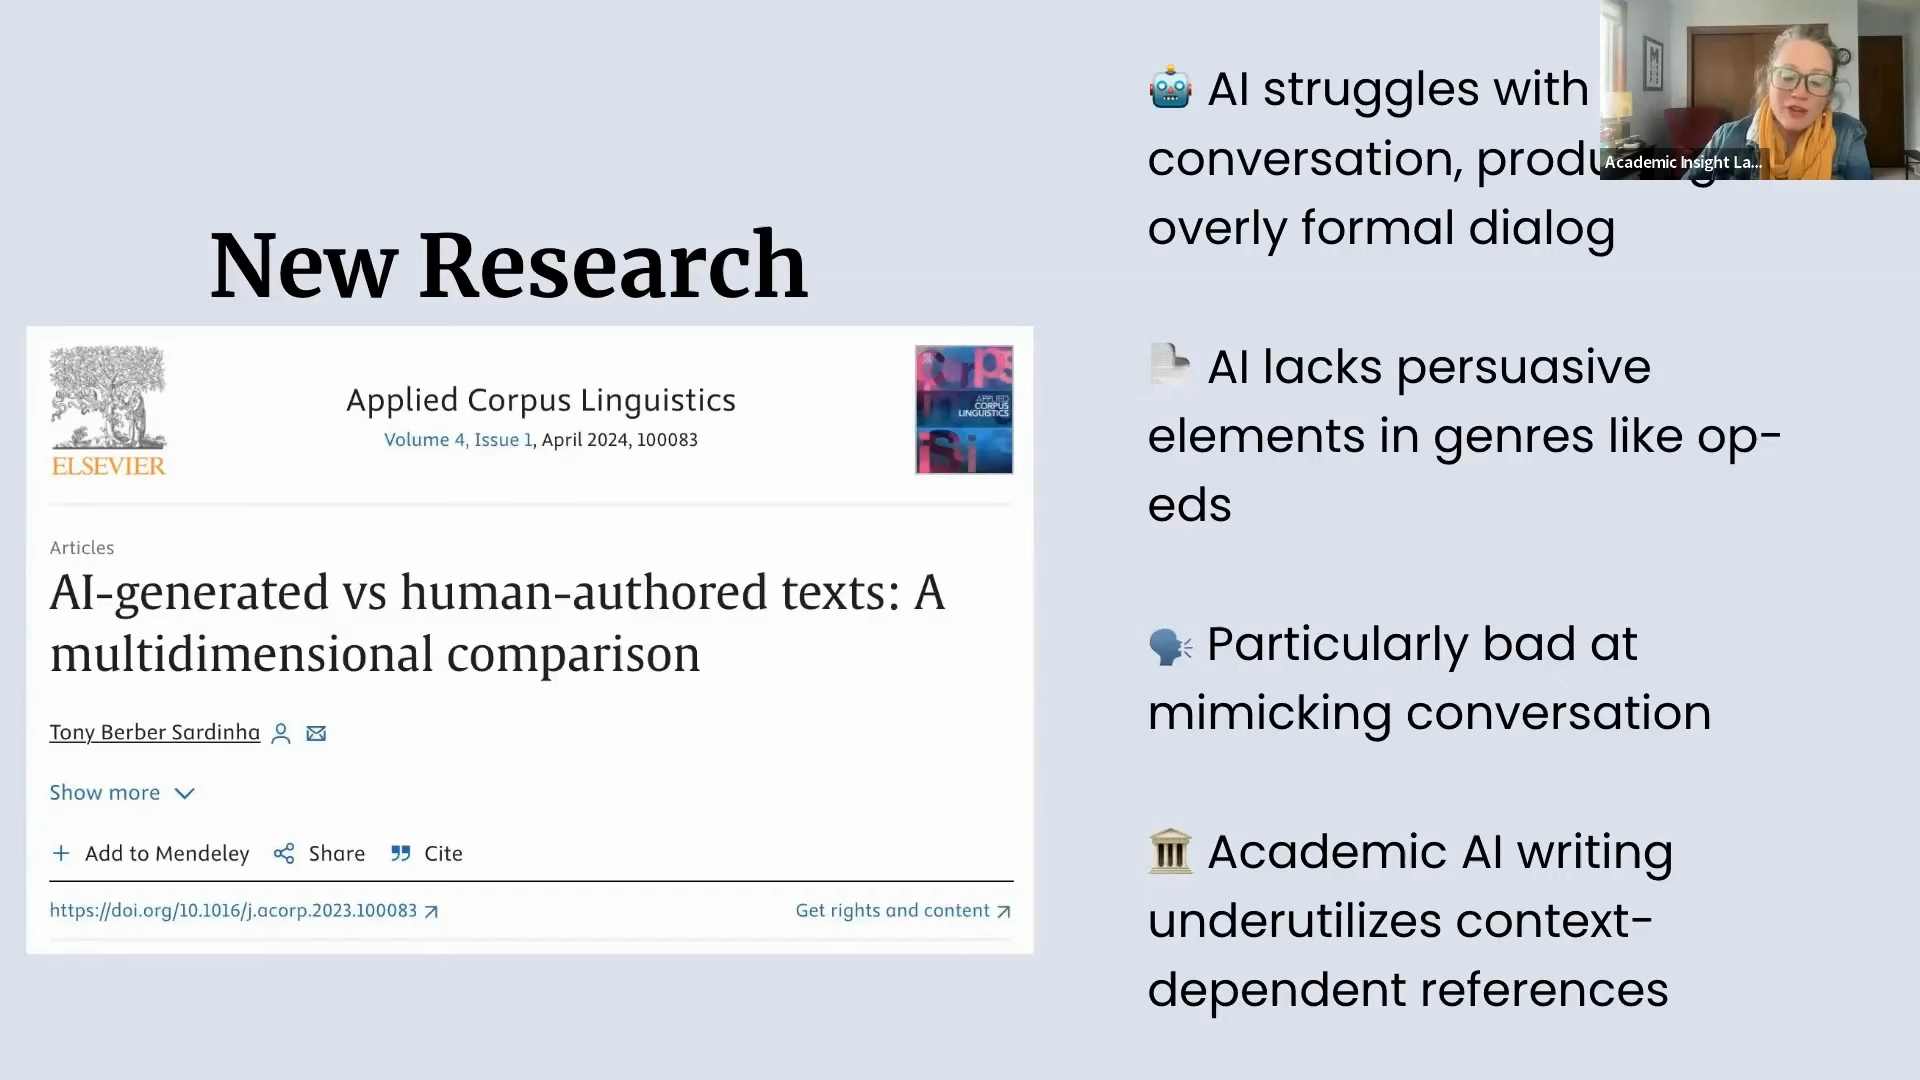 New Research
ELSEVIER
Applied Corpus Linguistics
Volume 4, Issue 1, April 2024, 100083
APPLIED
CORPUS
LINGUISTICS
Articles
AI-generated vs human-authored texts: A
multidimensional comparison
Tony Berber Sardinha
Show more
Add to Mendeley
Share
Cite
https://doi.org/10.1016/j.acorp.2023.100083
Get rights and content
AI struggles with
conversation,
overly formal dialog
AI lacks persuasive
elements in genres like op-
eds
Particularly bad at
mimicking conversation
Academic AI writing
underutilizes context-
dependent references
Academic Insight La...